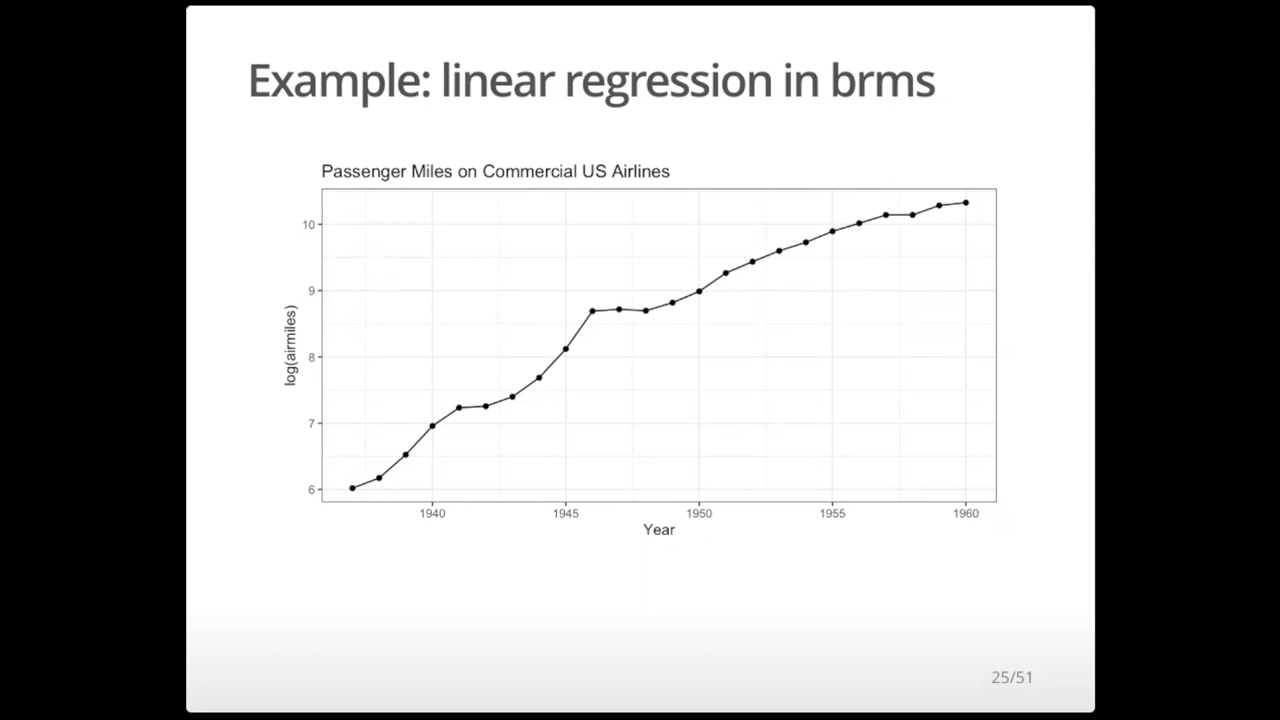 Example: linear regression in brms
Passenger Miles on Commercial US Airlines
10
9
8
7
6
log(airmiles)
1940 1945 1950 1955 1960
Year
25/51